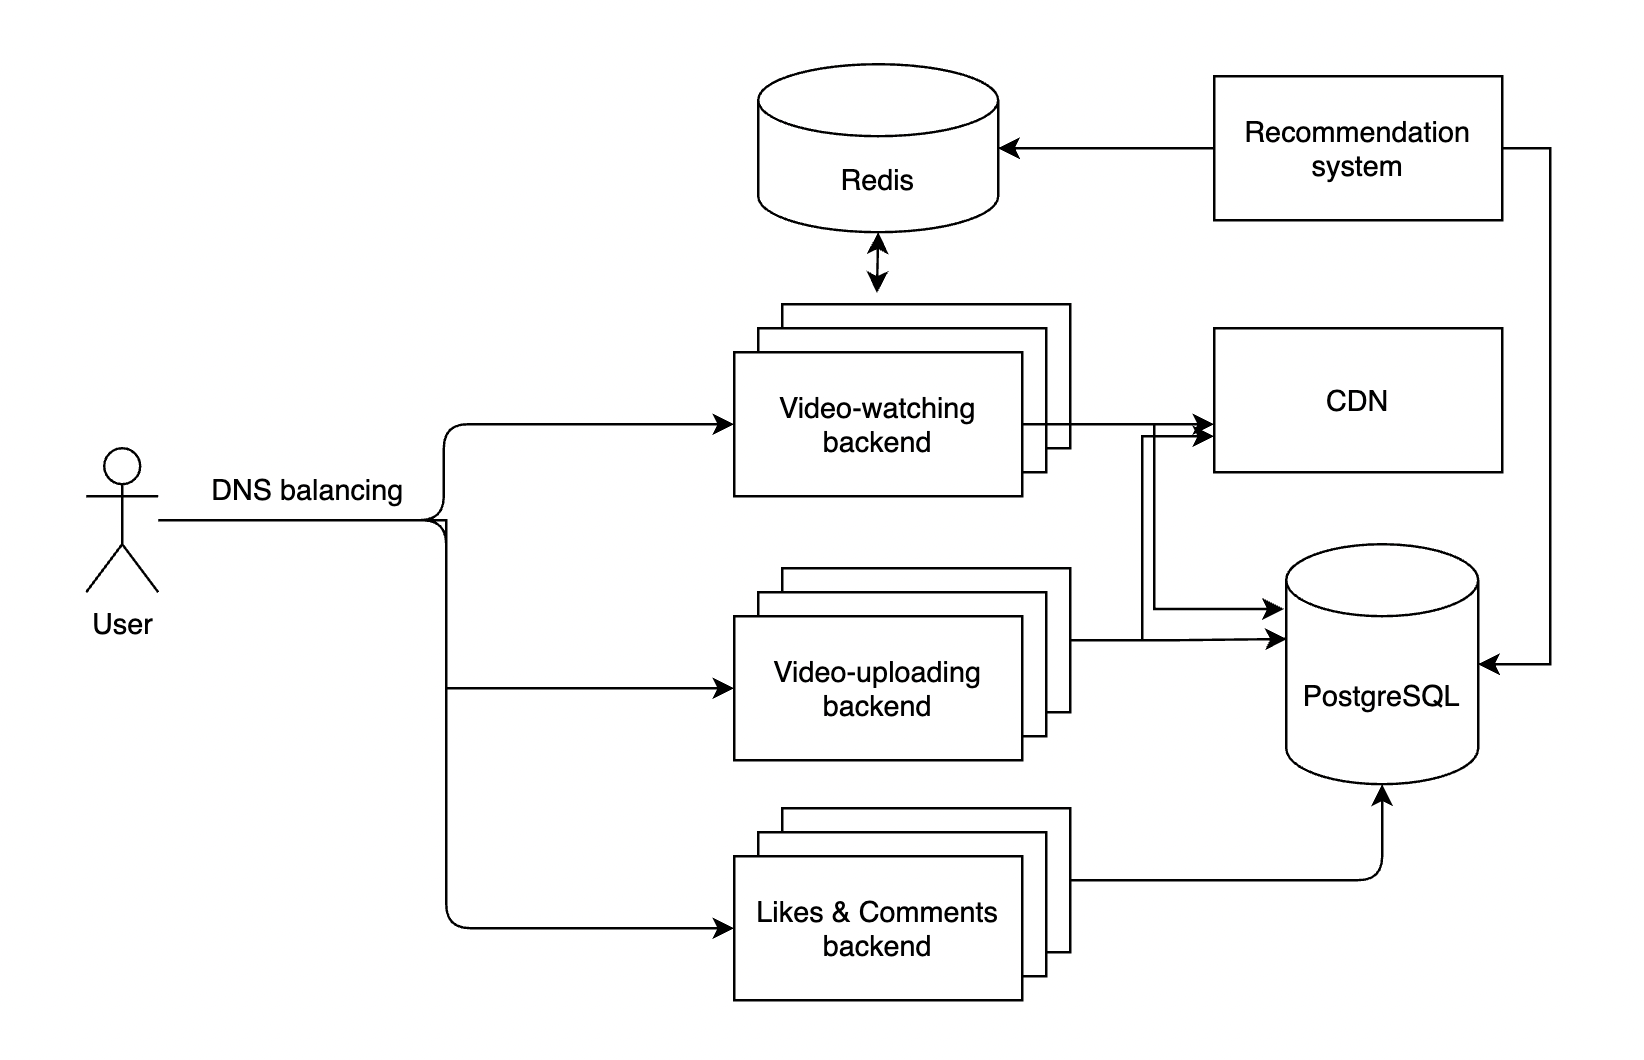 Redis
Recommendation
system
Video-watching
backend
CDN
DNS balancing
User
Video-uploading
backend
PostgreSQL
Likes & Comments
backend